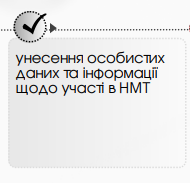 унесення особистих
даних та інформації
щодо участі в НМТ